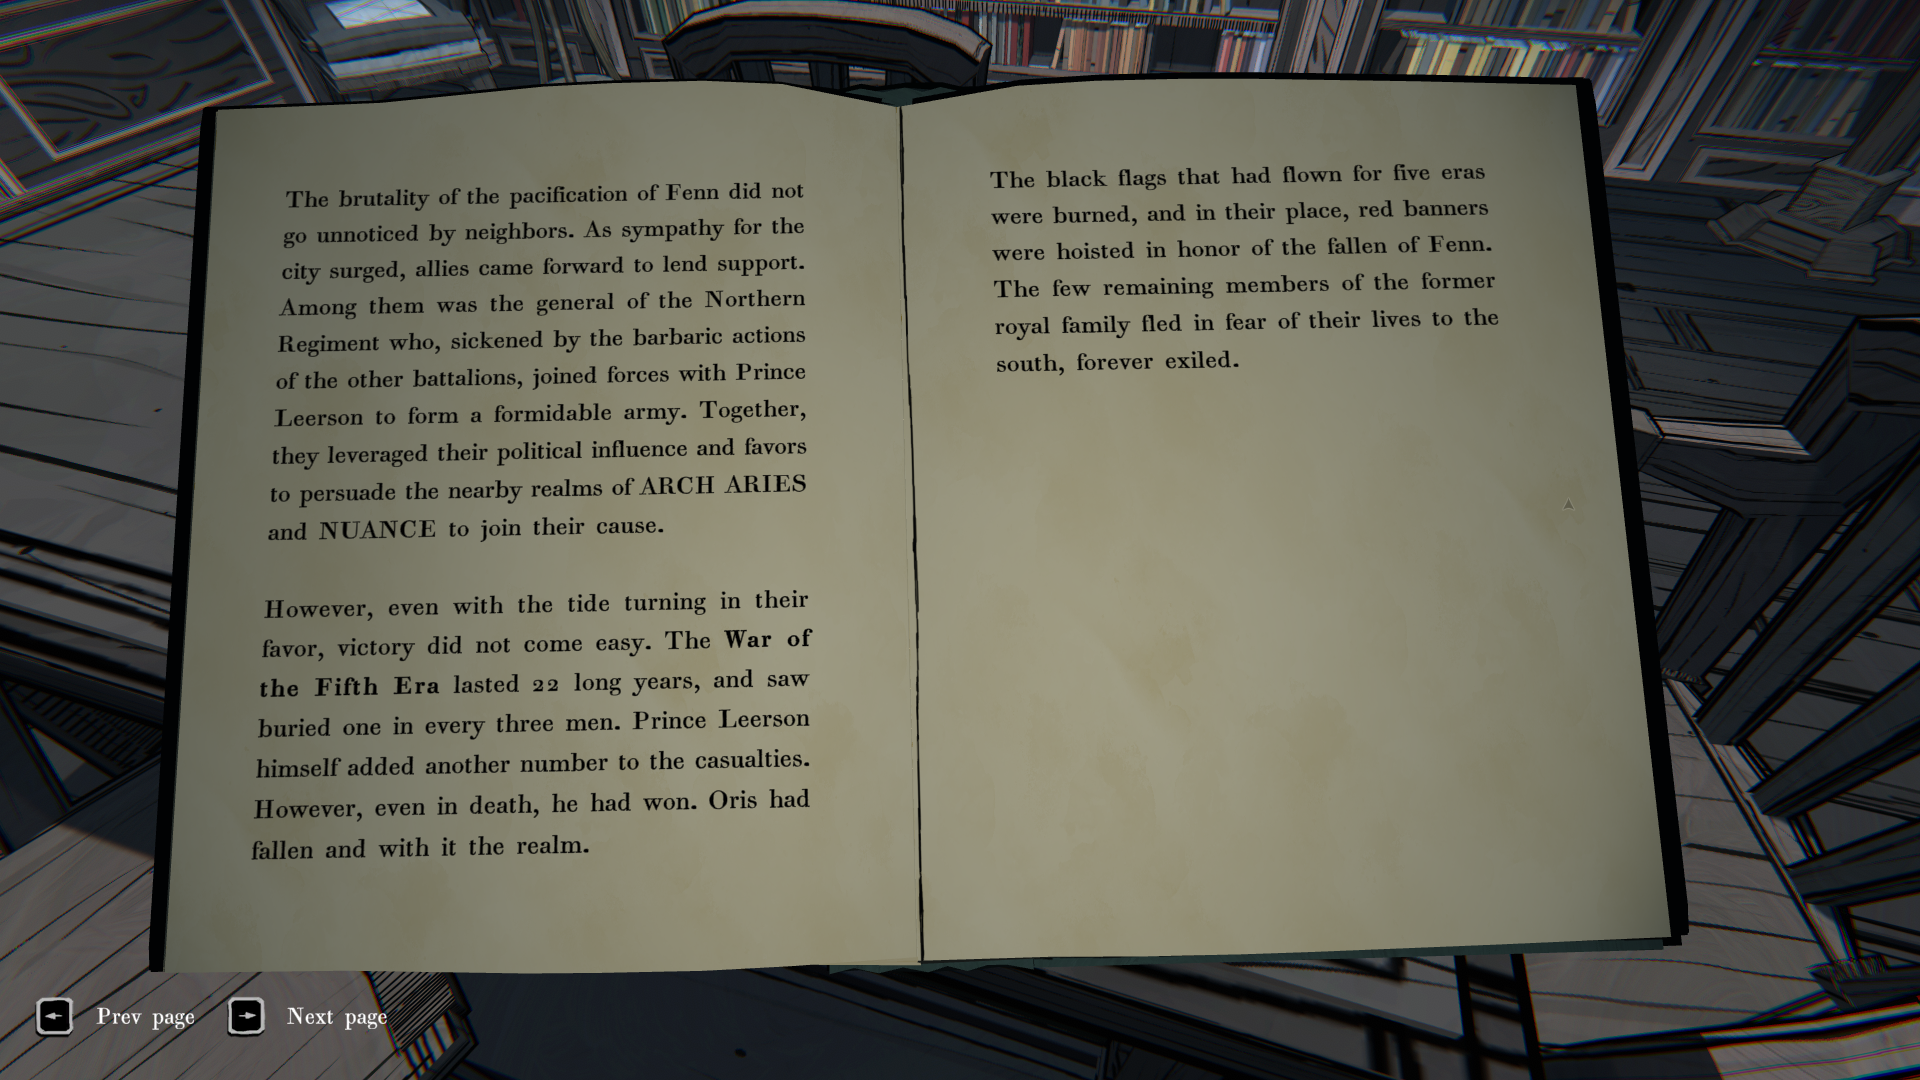 The brutality of the pacification of Fenn did not
go unnoticed by neighbors. As sympathy for the
city surged, allies came forward to lend support.
Among them was the general of the Northern
Regiment who, sickened by the barbaric actions
of the other battalions, joined forces with Prince
Leerson to form a formidable army. Together,
they leveraged their political influence and favors
to persuade the nearby realms of ARCH ARIES
and NUANCE to join their cause.
However, even with the tide turning in their
favor, victory did not come easy. The War of
the Fifth Era lasted 22 long years, and saw
buried one in every three men. Prince Leerson
himself added another number to the casualties.
However, even in death, he had won. Oris had
fallen and with it the realm.
The black flags that had flown for five eras
were burned, and in their place, red banners
were hoisted in honor of the fallen of Fenn.
The few remaining members of the former
royal family fled in fear of their lives to the
south, forever exiled.
Prev page Next page